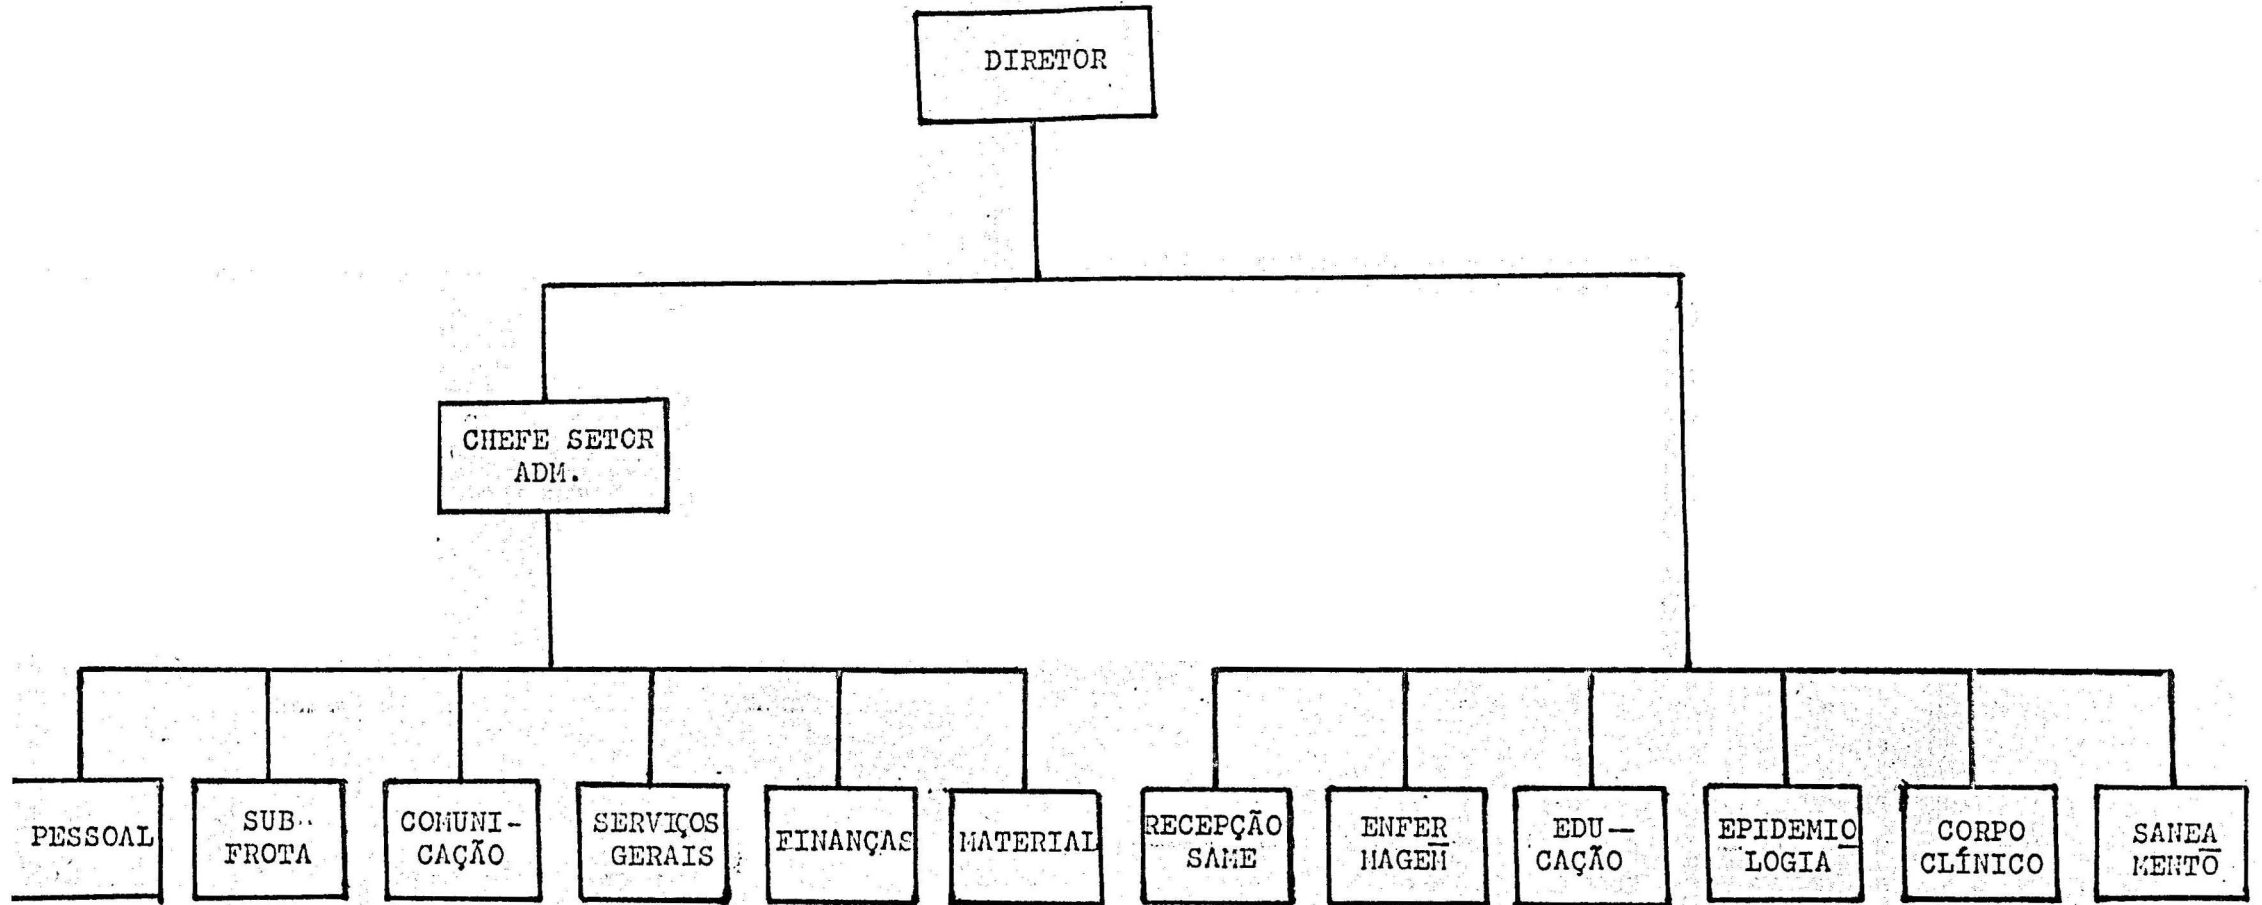 DIRETOR
CHEFE SETOR
ADM.
PESSOAL
SUB-
FROTA
COMUNI-
CAÇÃO
SERVIÇOS
GERAIS
FINANÇAS
MATERIAL
RECEPÇÃO
SAME
ENFER
MAGEM
EDU—
CAÇÃO
EPIDEMIO
LOGIA
CORPO
CLÍNICO
SANEA
MENTO